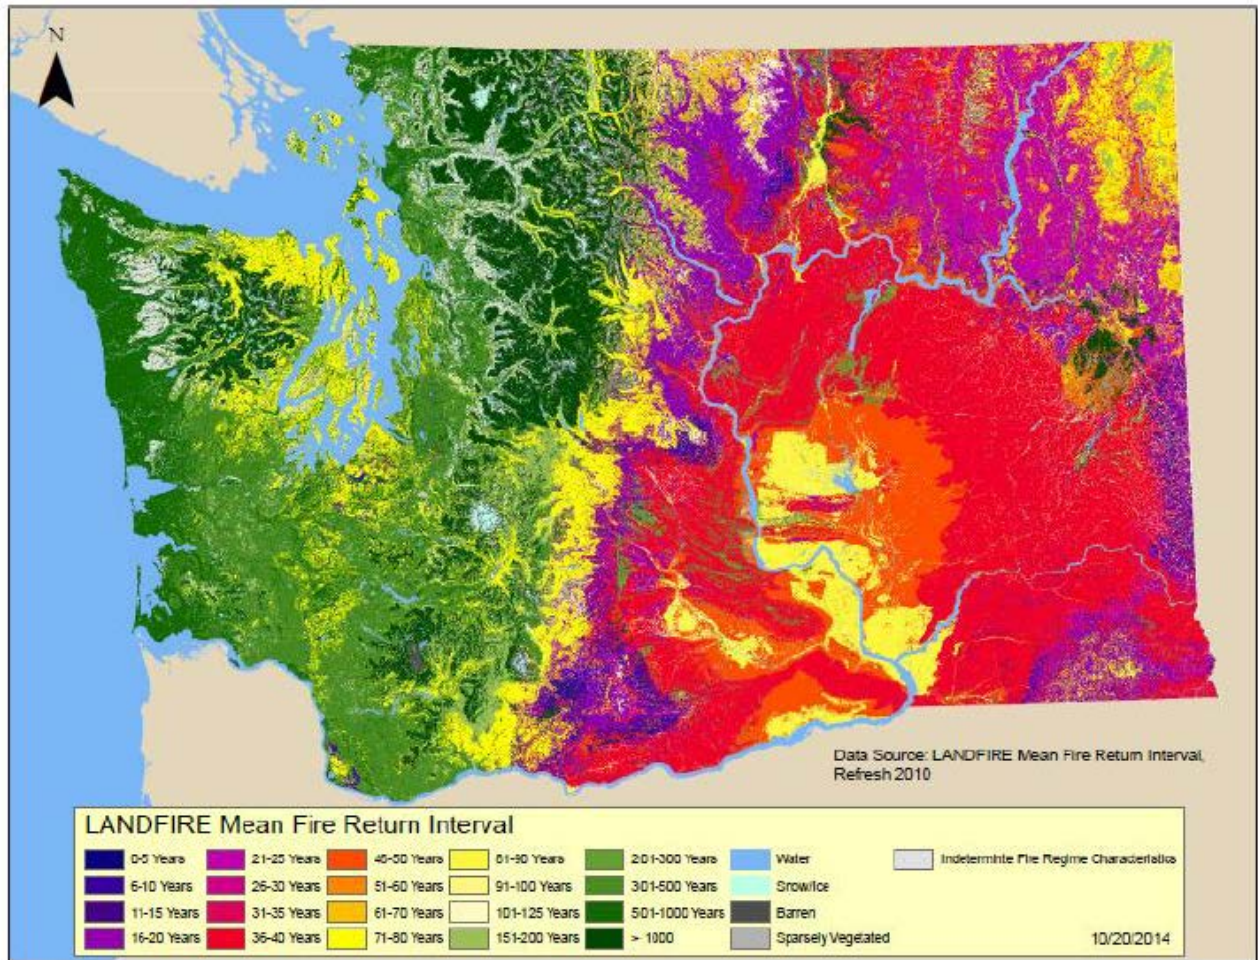 N
Data Source: LANDFIRE Mean Fire Return Interval,
Refresh 2010
LANDFIRE Mean Fire Return Interval
0-5 Years
6-10 Years
11-15 Years
16-20 Years
21-25 Years
26-30 Years
31-35 Years
36-40 Years
46-50 Years
51-60 Years
61-70 Years
71-80 Years
81-90 Years
91-100 Years
101-125 Years
151-200 Years
201-300 Years
301-500 Years
501-1000 Years
> 1000
Water
Snow/Ice
Barren
Sparsely Vegetated
Indeterminte Fire Regime Characteristics
10/20/2014